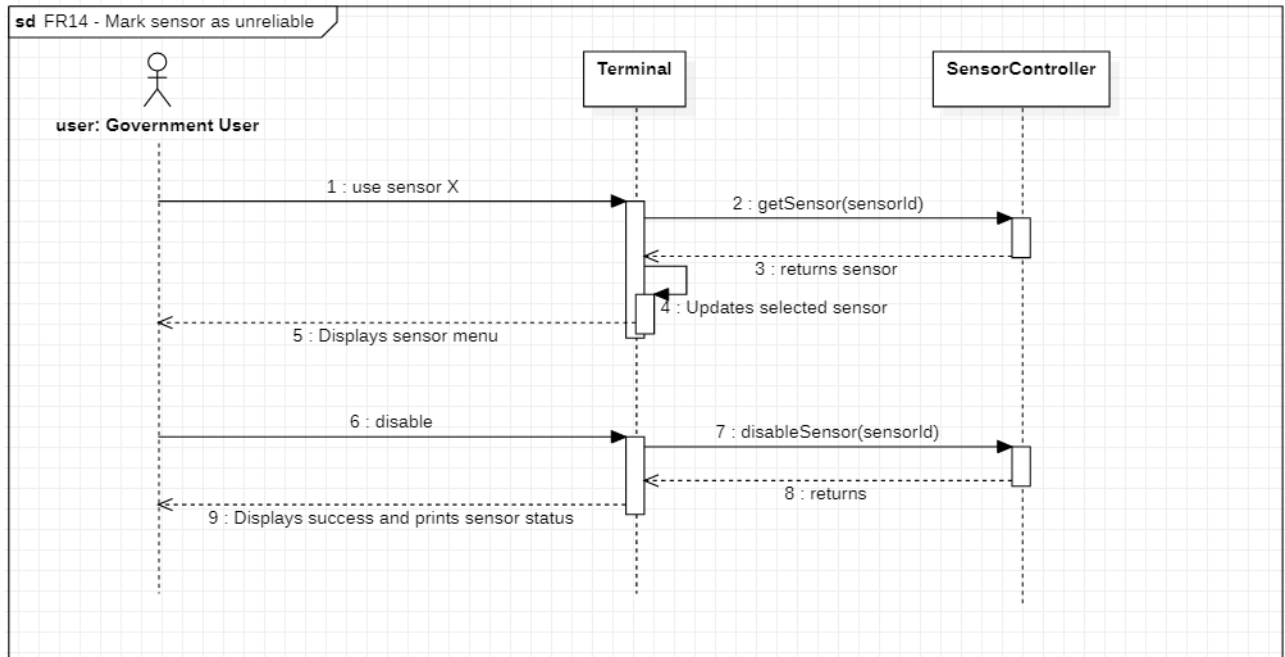 sd FR14 - Mark sensor as unreliable
Terminal
SensorController
user: Government User
1 : use sensor X
2 : getSensor(sensorId)
3 : returns sensor
4 : Updates selected sensor
5 : Displays sensor menu
6 : disable
7 : disableSensor(sensorId)
8 : returns
9 : Displays success and prints sensor status